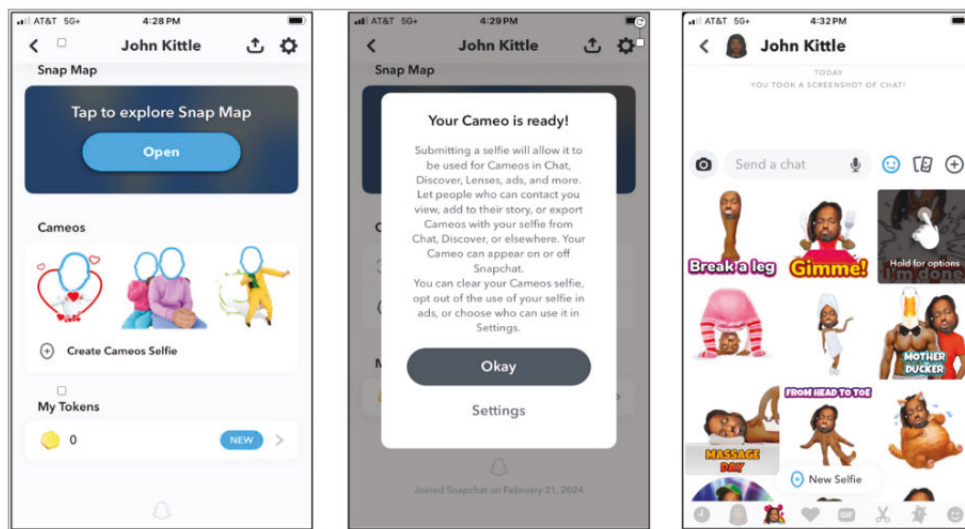 AT&T 5G+ 4:28 PM
John Kittle
Snap Map
Tap to explore Snap Map
Open
Cameos
Create Cameos Selfie
My Tokens
0
NEW
AT&T 5G+ 4:29 PM
John Kittle
Snap Map
Your Cameo is ready!
Submitting a selfie will allow it to
be used for Cameos in Chat,
Discover, Lenses, ads, and more.
Let people who can contact you
view, add to their story, or export
Cameos with your selfie from
Chat, Discover, or elsewhere. Your
Cameo can appear on or off
Snapchat.
You can clear your Cameos selfie,
opt out of the use of your selfie in
ads, or choose who can use it in
Settings.
Okay
Settings
Joined Snapchat on February 21, 2024
AT&T 5G+ 4:32 PM
John Kittle
TODAY
YOU TOOK A SCREENSHOT OF CHAT!
Send a chat
Break a leg
Gimme!
Hold for options
I'm done
MOTHER
DUCKER
MASSAGE
DAY
FROM HEAD TO TOE
New Selfie
GIF